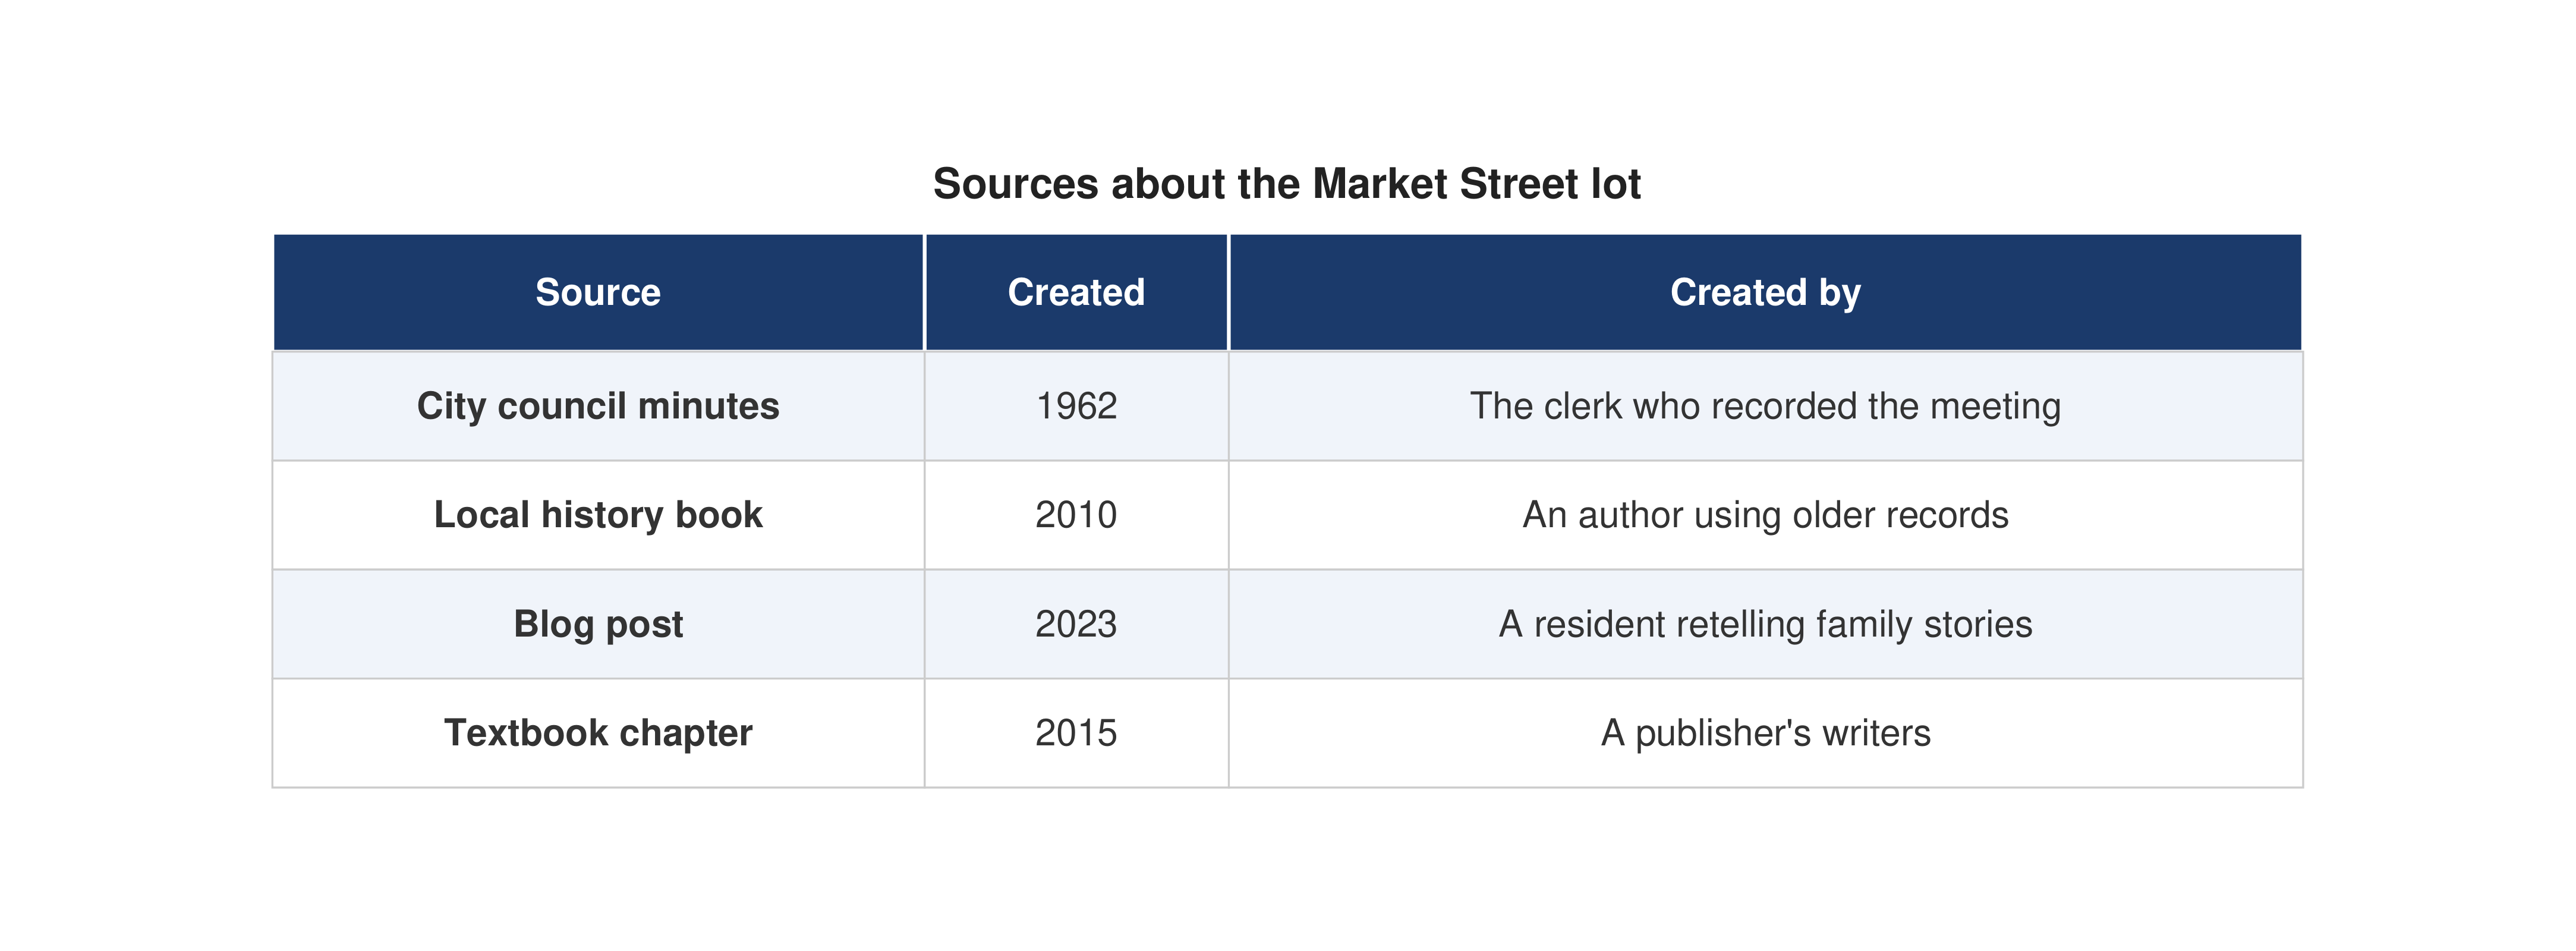 Sources about the Market Street lot
Source Created Created by
City council minutes 1962 The clerk who recorded the meeting
Local history book 2010 An author using older records
Blog post 2023 A resident retelling family stories
Textbook chapter 2015 A publisher's writers